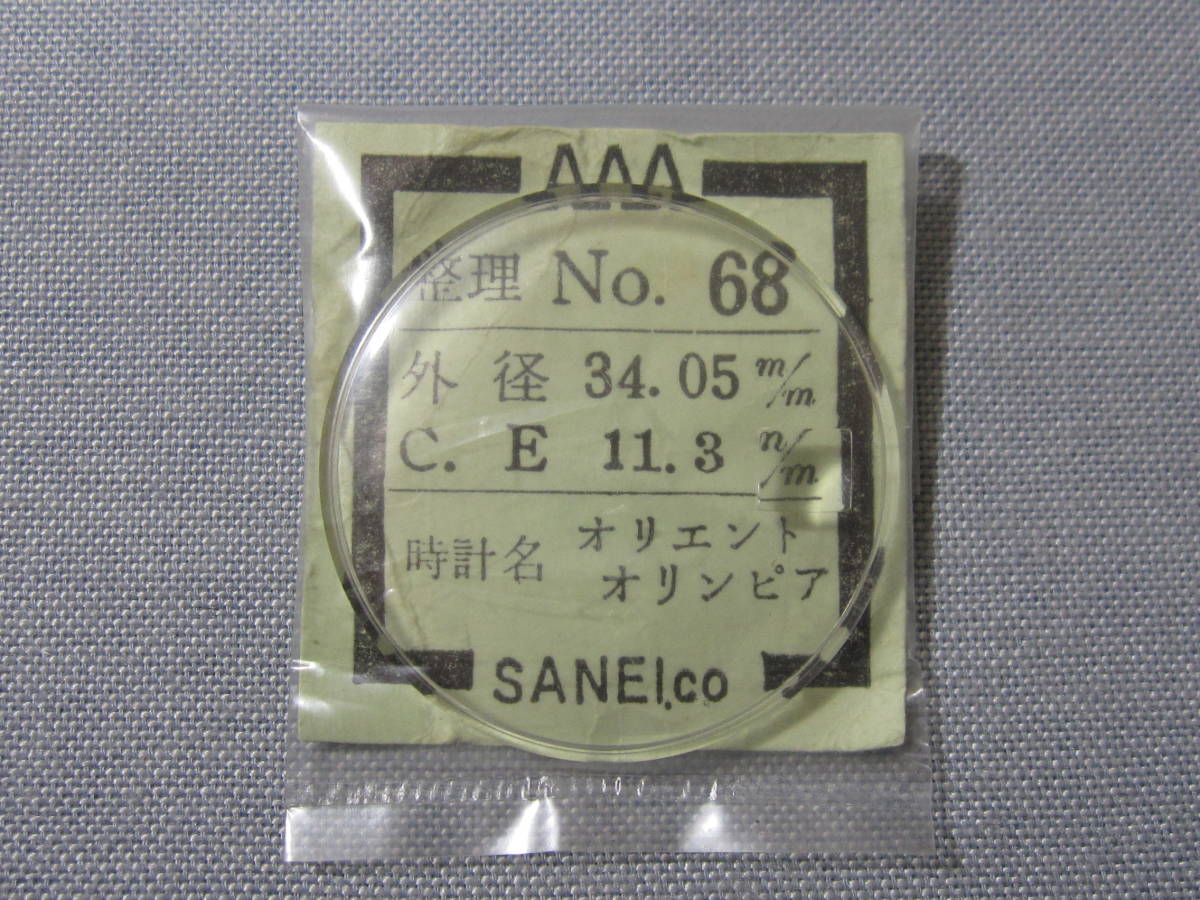 AAA
整理 No. 68
外径 34.05 m/m
C. E 11.3 m/m
時計名 オリエント
オリンピア
SANEI.co